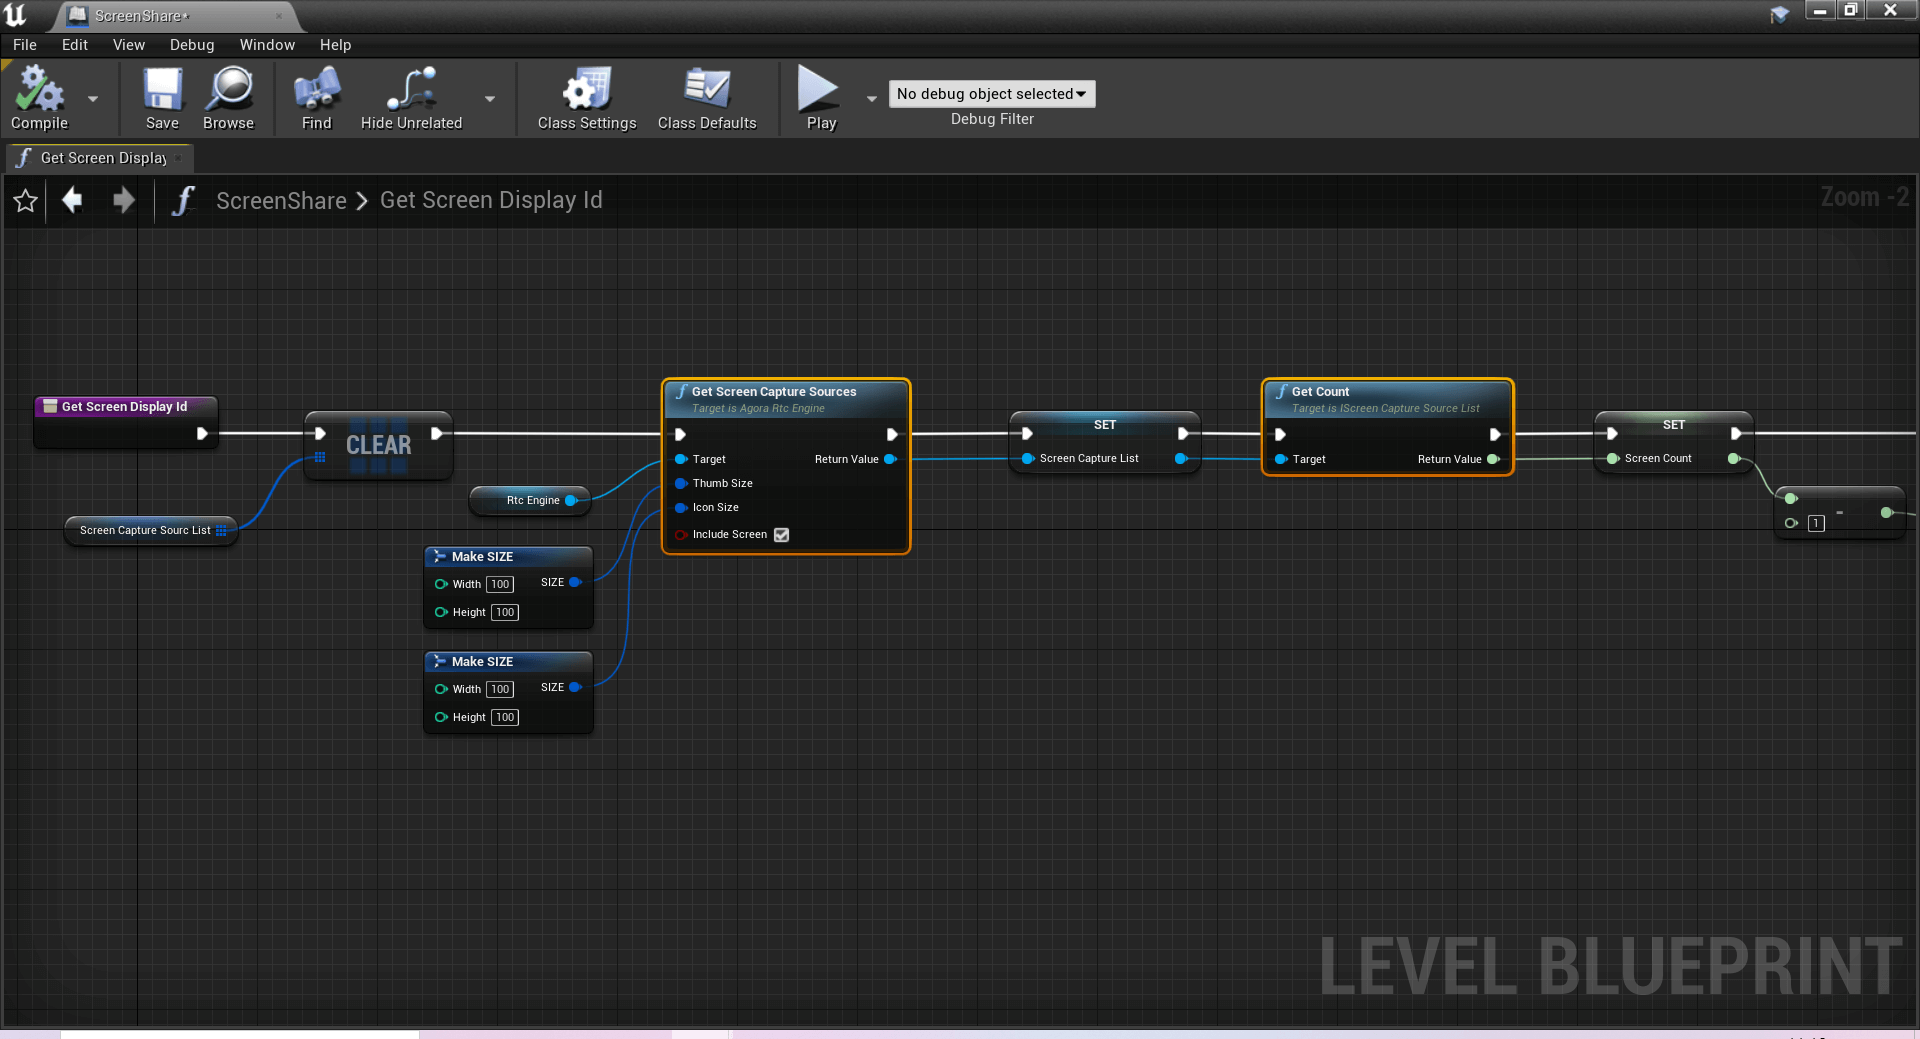 ScreenShare*
File Edit View Debug Window Help
Compile Save Browse Find Hide Unrelated Class Settings Class Defaults Play
No debug object selected
Debug Filter
Get Screen Display
ScreenShare > Get Screen Display Id
Zoom -2
Get Screen Display Id
CLEAR
Screen Capture Sourc List
Rtc Engine
Make SIZE
Width 100 SIZE
Height 100
Make SIZE
Width 100 SIZE
Height 100
Get Screen Capture Sources
Target is Agora Rtc Engine
Target Return Value
Thumb Size
Icon Size
Include Screen
SET
Screen Capture List
Get Count
Target is IScreen Capture Source List
Target Return Value
SET
Screen Count
-
1
LEVEL BLUEPRINT